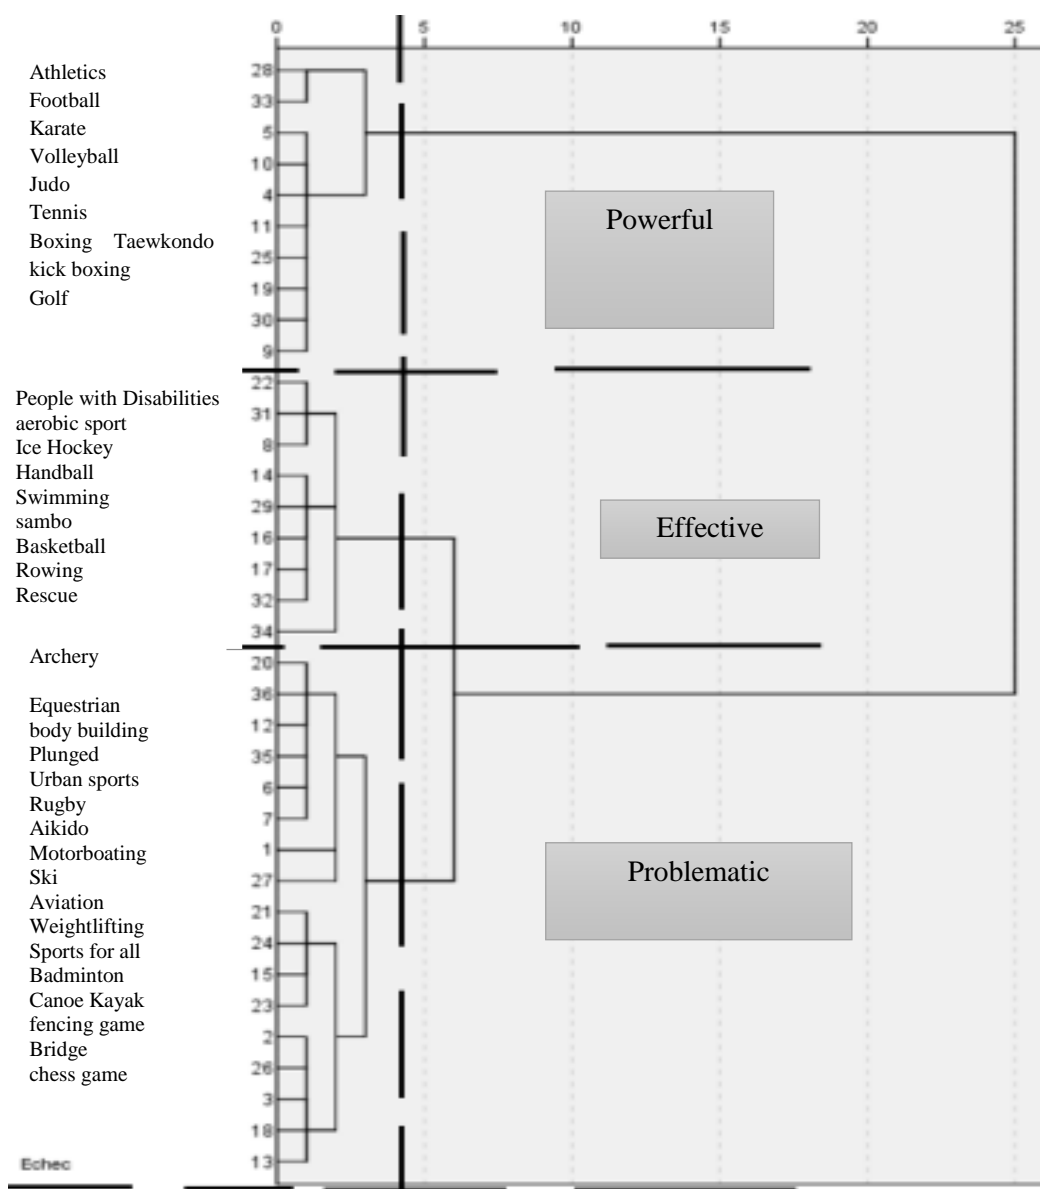 0 5 10 15 20 25
Athletics
Football
Karate
Volleyball
Judo
Tennis
Boxing Taewkondo
kick boxing
Golf
28
33
5
10
4
11
25
19
30
9
Powerful
People with Disabilities
aerobic sport
Ice Hockey
Handball
Swimming
sambo
Basketball
Rowing
Rescue
22
31
8
14
29
16
17
32
34
Effective
Archery
Equestrian
body building
Plunged
Urban sports
Rugby
Aikido
Motorboating
Ski
Aviation
Weightlifting
Sports for all
Badminton
Canoe Kayak
fencing game
Bridge
chess game
Echec
20
36
12
35
6
7
1
27
21
24
15
23
2
26
3
18
13
Problematic